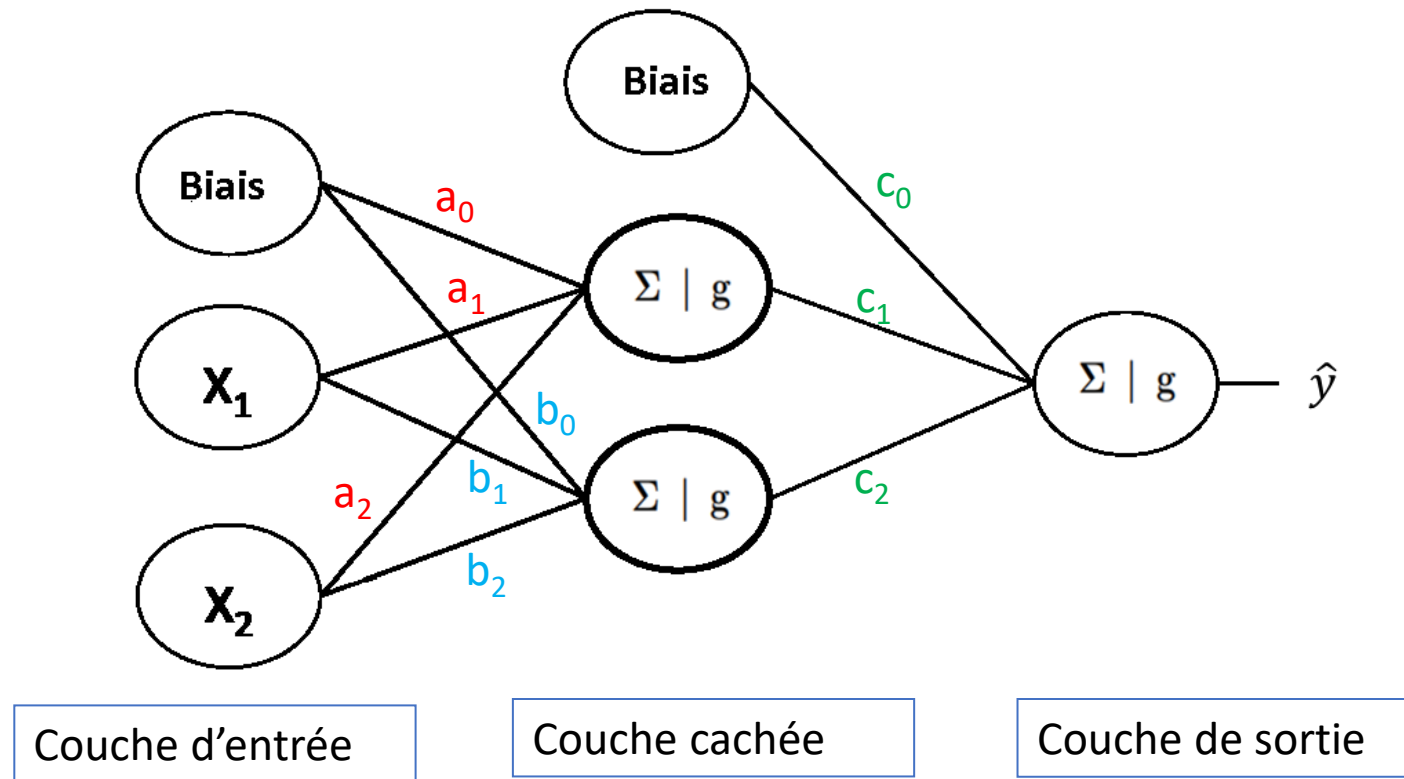 Biais
Biais
X₁
X₂
a₀
a₁
a₂
b₀
b₁
b₂
Σ | g
Σ | g
c₀
c₁
c₂
Σ | g
ŷ
Couche d’entrée
Couche cachée
Couche de sortie